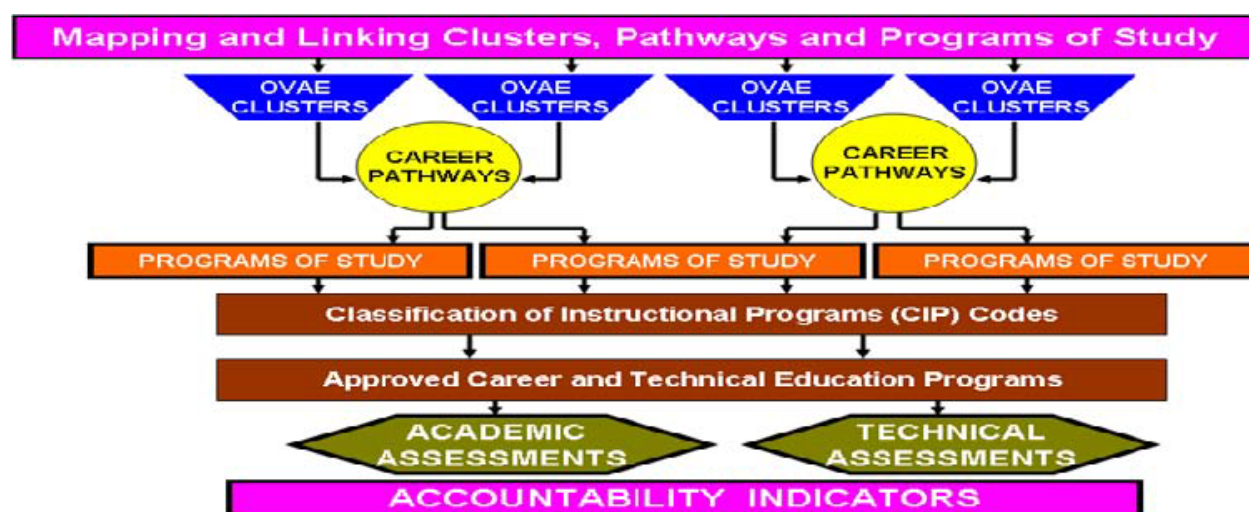 Mapping and Linking Clusters, Pathways and Programs of Study
OVAE
CLUSTERS
OVAE
CLUSTERS
OVAE
CLUSTERS
OVAE
CLUSTERS
CAREER
PATHWAYS
CAREER
PATHWAYS
PROGRAMS OF STUDY
PROGRAMS OF STUDY
PROGRAMS OF STUDY
Classification of Instructional Programs (CIP) Codes
Approved Career and Technical Education Programs
ACADEMIC
ASSESSMENTS
TECHNICAL
ASSESSMENTS
ACCOUNTABILITY INDICATORS